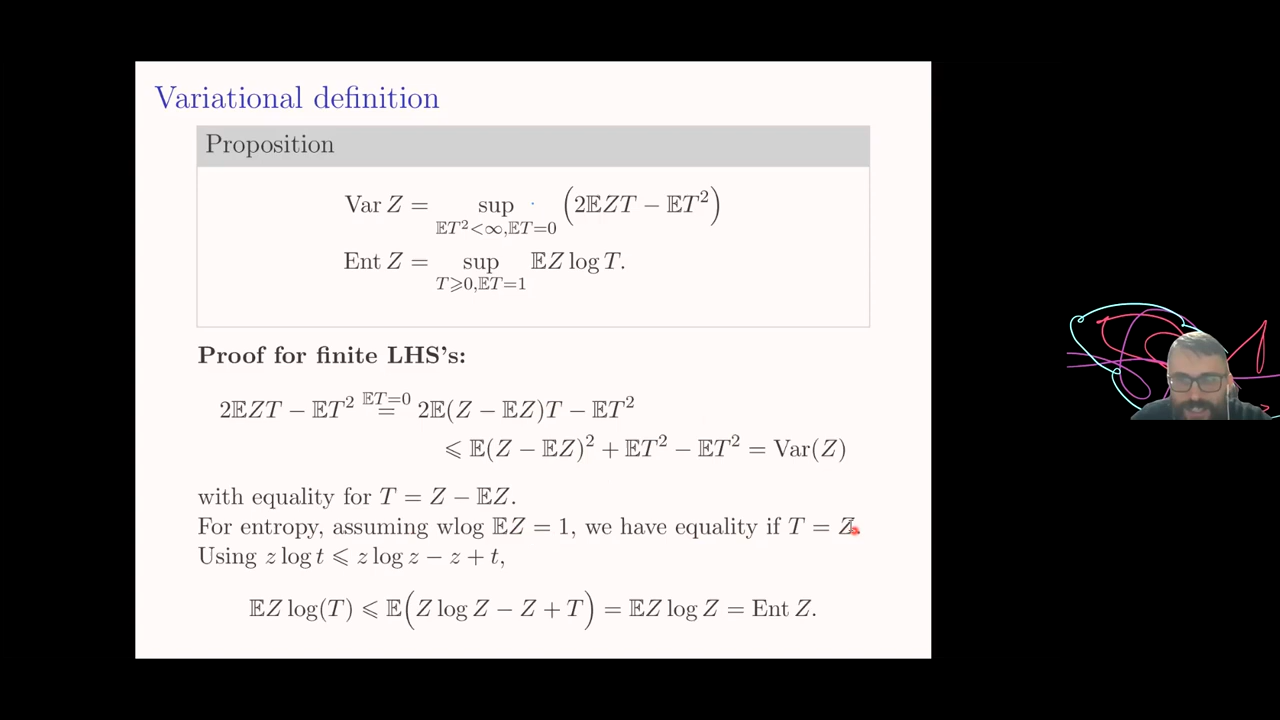 Variational definition
Proposition
Var Z = sup_{𝔼T²<∞,𝔼T=0} (2𝔼ZT − 𝔼T²)
Ent Z = sup_{T⩾0,𝔼T=1} 𝔼Z log T.
Proof for finite LHS's:
2𝔼ZT − 𝔼T² \overset{𝔼T=0}{=} 2𝔼(Z − 𝔼Z)T − 𝔼T²
⩽ 𝔼(Z − 𝔼Z)² + 𝔼T² − 𝔼T² = Var(Z)
with equality for T = Z − 𝔼Z.
For entropy, assuming wlog 𝔼Z = 1, we have equality if T = Z.
Using z log t ⩽ z log z − z + t,
𝔼Z log(T) ⩽ 𝔼(Z log Z − Z + T) = 𝔼Z log Z = Ent Z.